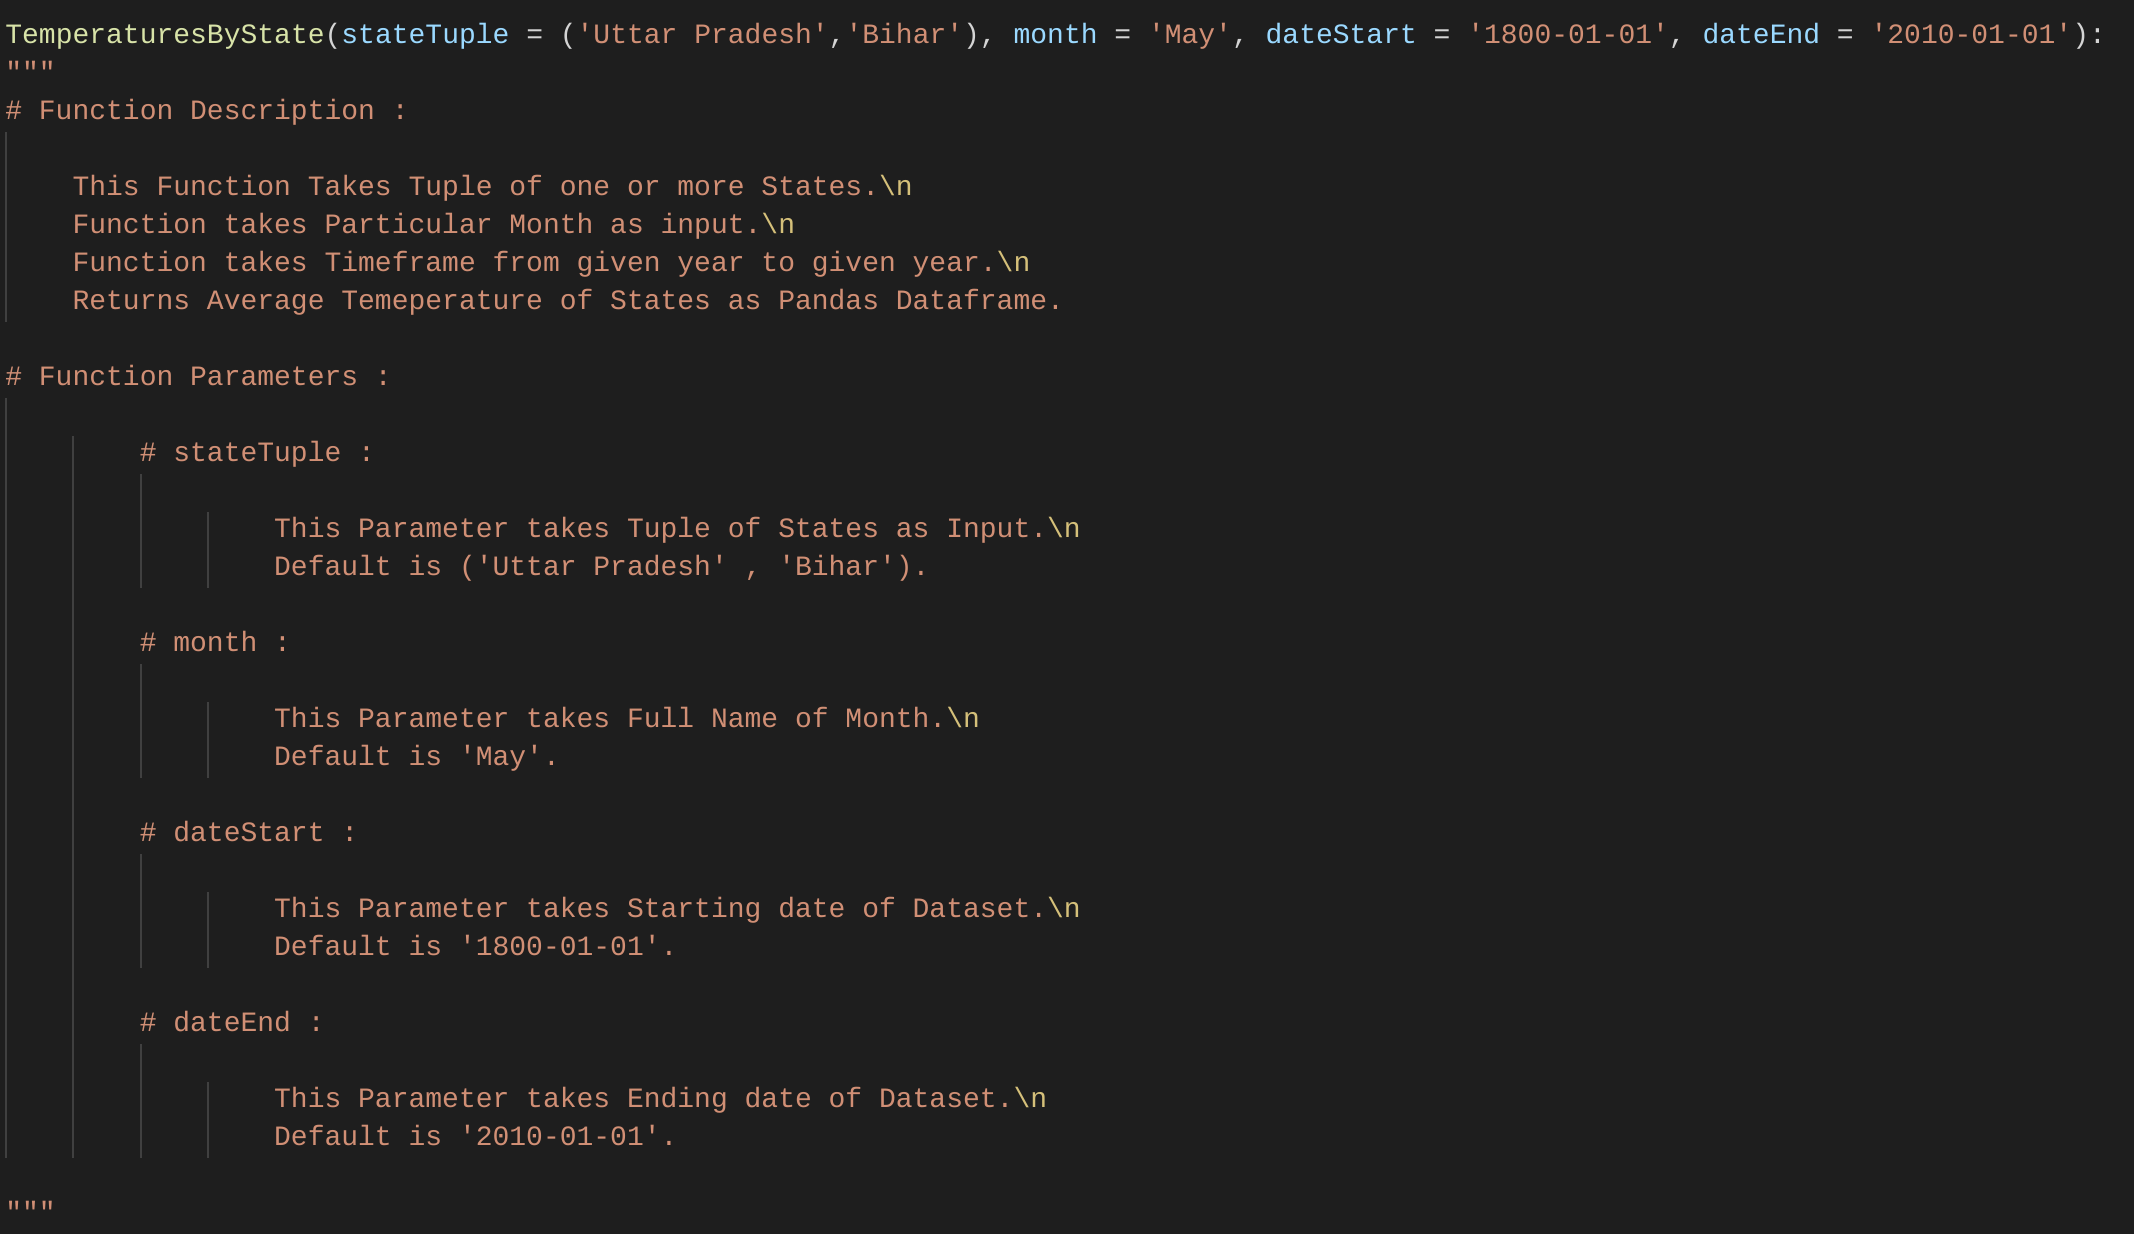 TemperaturesByState(stateTuple = ('Uttar Pradesh','Bihar'), month = 'May', dateStart = '1800-01-01', dateEnd = '2010-01-01'):
"""
# Function Description :
This Function Takes Tuple of one or more States.\n
Function takes Particular Month as input.\n
Function takes Timeframe from given year to given year.\n
Returns Average Temeperature of States as Pandas Dataframe.
# Function Parameters :
# stateTuple :
This Parameter takes Tuple of States as Input.\n
Default is ('Uttar Pradesh' , 'Bihar').
# month :
This Parameter takes Full Name of Month.\n
Default is 'May'.
# dateStart :
This Parameter takes Starting date of Dataset.\n
Default is '1800-01-01'.
# dateEnd :
This Parameter takes Ending date of Dataset.\n
Default is '2010-01-01'.
"""